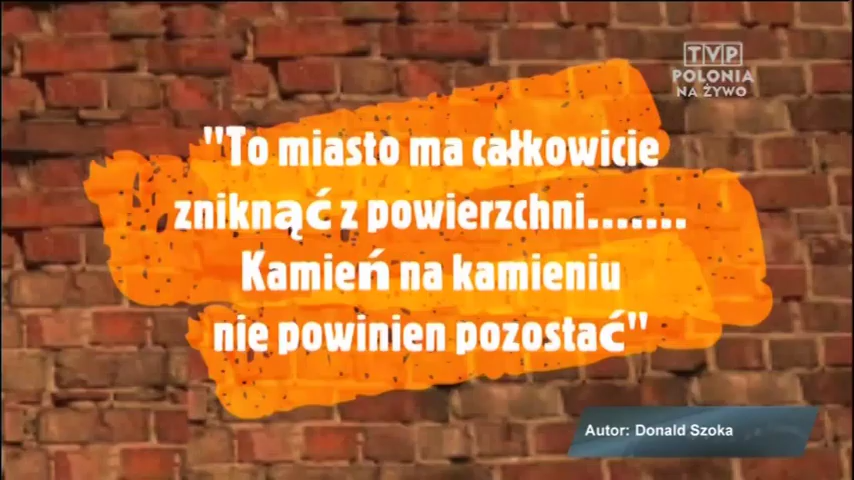 TVP
POLONIA
NA ŻYWO
"To miasto ma całkowicie
zniknąć z powierzchni.......
Kamień na kamieniu
nie powinien pozostać"
Autor: Donald Szoka